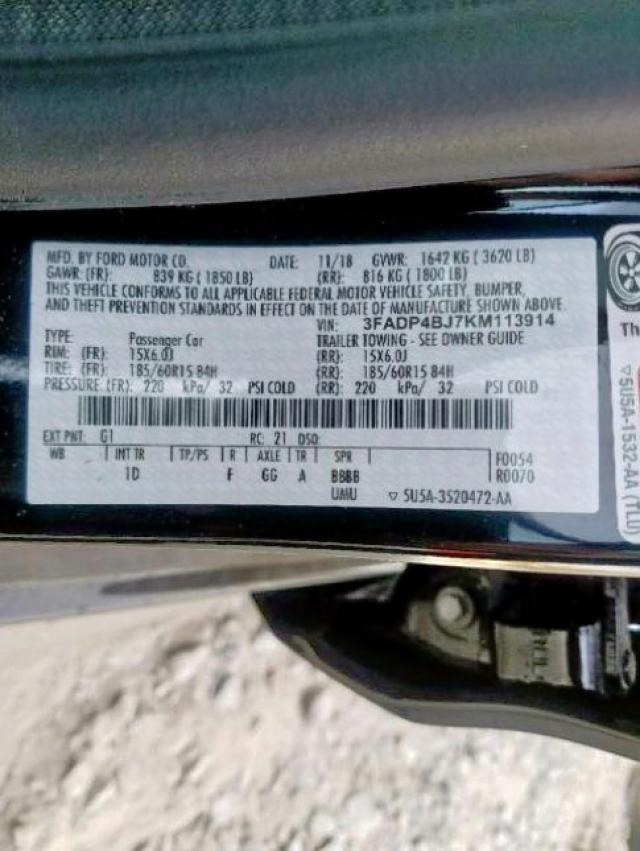 MFD. BY FORD MOTOR CO. DATE: 11/18 GVWR: 1642 KG ( 3620 LB)
GAWR: (FR): 839 KG ( 1850 LB) (RR): 816 KG ( 1800 LB)
THIS VEHICLE CONFORMS TO ALL APPLICABLE FEDERAL MOTOR VEHICLE SAFETY, BUMPER,
AND THEFT PREVENTION STANDARDS IN EFFECT ON THE DATE OF MANUFACTURE SHOWN ABOVE.
VIN: 3FADP4BJ7KM113914
TYPE: Passenger Car TRAILER TOWING - SEE OWNER GUIDE
RIM: (FR) 15X6.0J (RR): 15X6.0J
TIRE: (FR) 185/60R15 84H (RR): 185/60R15 84H
PRESSURE: (FR): 220 kPa/ 32 PSI COLD (RR): 220 kPa/ 32 PSI COLD
EXT PNT: G1 RC: 21 DSO:
WB INT TR TP/PS R AXLE TR SPR F0054
1D F GG A BBBB R0070
UAMU ▽ 5U5A-3520472-AA
Th
▽ 5U5A-1532-AA (TLU)